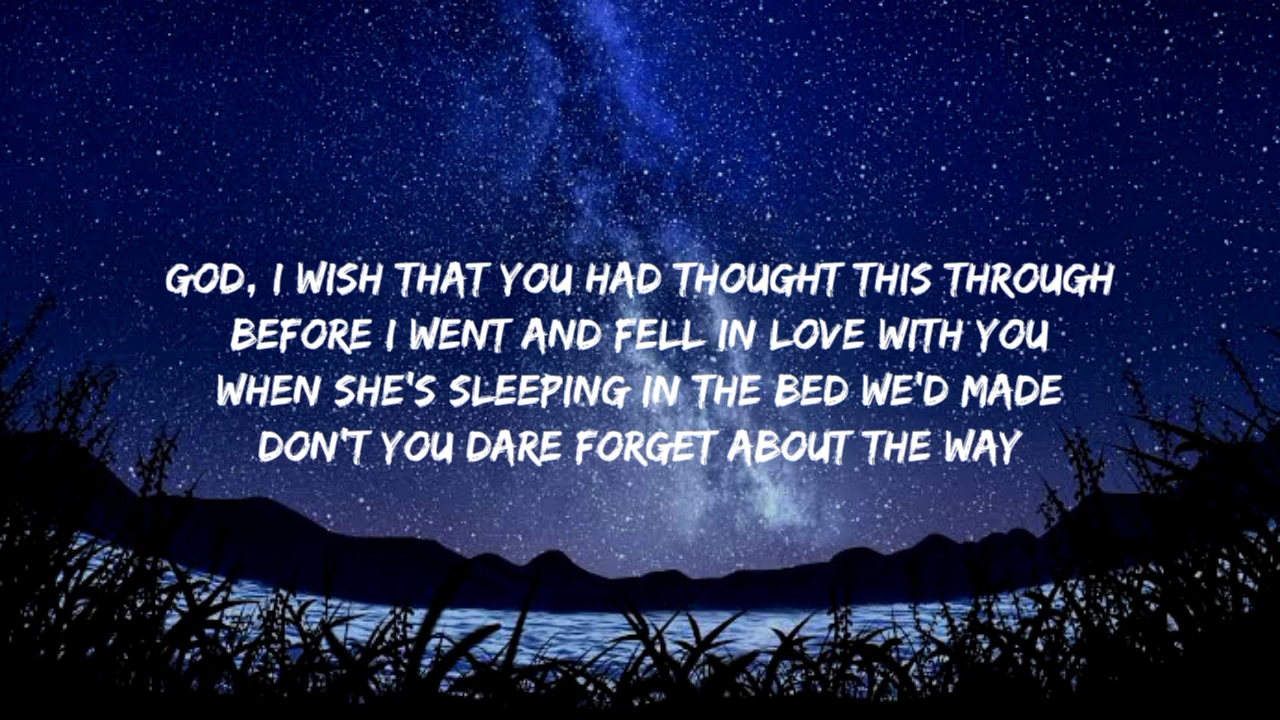 GOD, I WISH THAT YOU HAD THOUGHT THIS THROUGH
BEFORE I WENT AND FELL IN LOVE WITH YOU
WHEN SHE'S SLEEPING IN THE BED WE'D MADE
DON'T YOU DARE FORGET ABOUT THE WAY